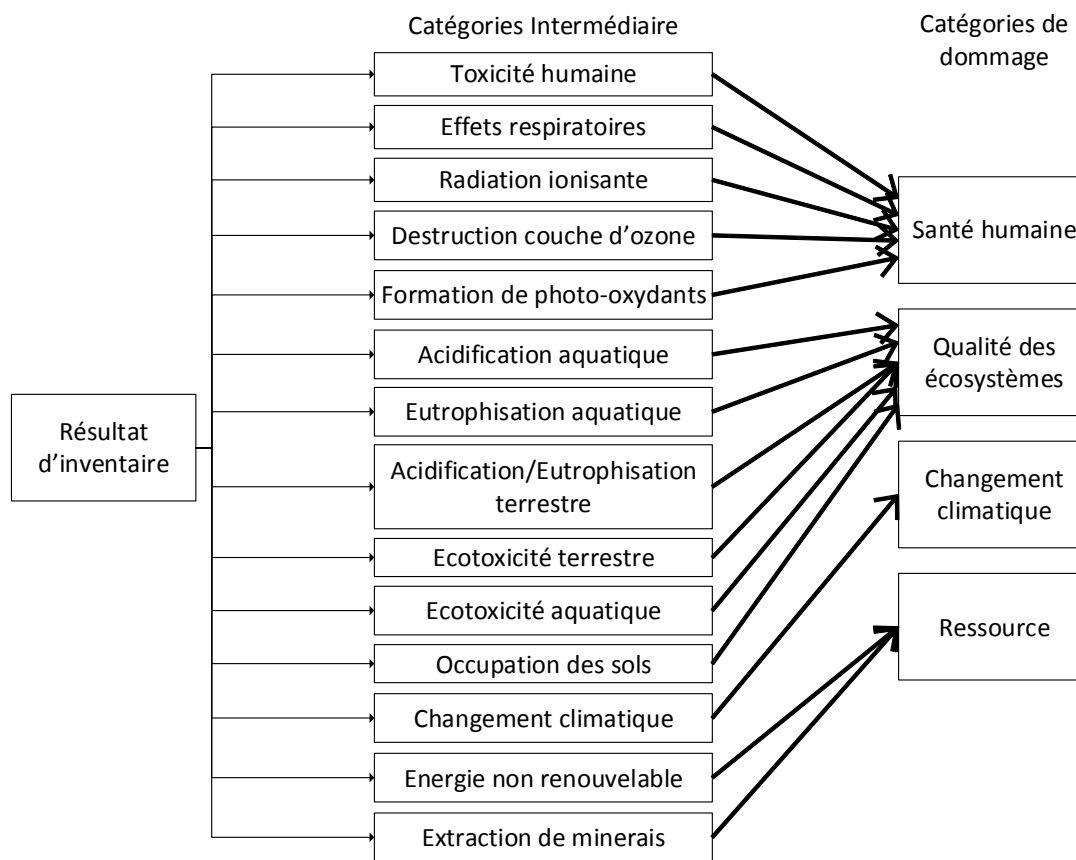 Catégories Intermédiaire
Catégories de
dommage
Toxicité humaine
Effets respiratoires
Radiation ionisante
Destruction couche d'ozone
Formation de photo-oxydants
Acidification aquatique
Eutrophisation aquatique
Acidification/Eutrophisation
terrestre
Ecotoxicité terrestre
Ecotoxicité aquatique
Occupation des sols
Changement climatique
Energie non renouvelable
Extraction de minerais
Résultat
d'inventaire
Santé humaine
Qualité des
écosystèmes
Changement
climatique
Ressource